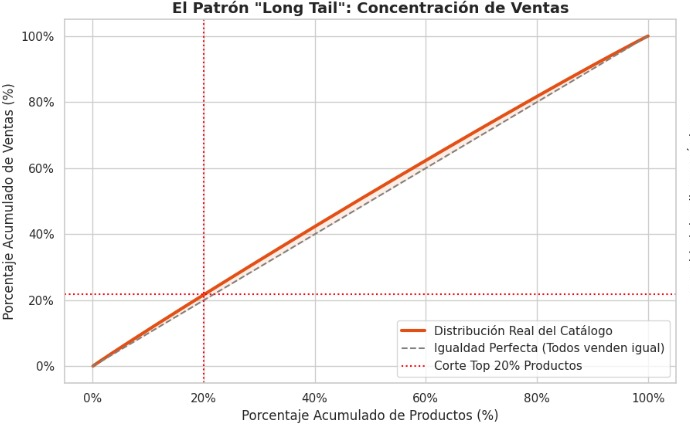 El Patrón "Long Tail": Concentración de Ventas
Porcentaje Acumulado de Ventas (%)
100%
80%
60%
40%
20%
0%
Distribución Real del Catálogo
Igualdad Perfecta (Todos venden igual)
Corte Top 20% Productos
0%
20%
40%
60%
80%
100%
Porcentaje Acumulado de Productos (%)